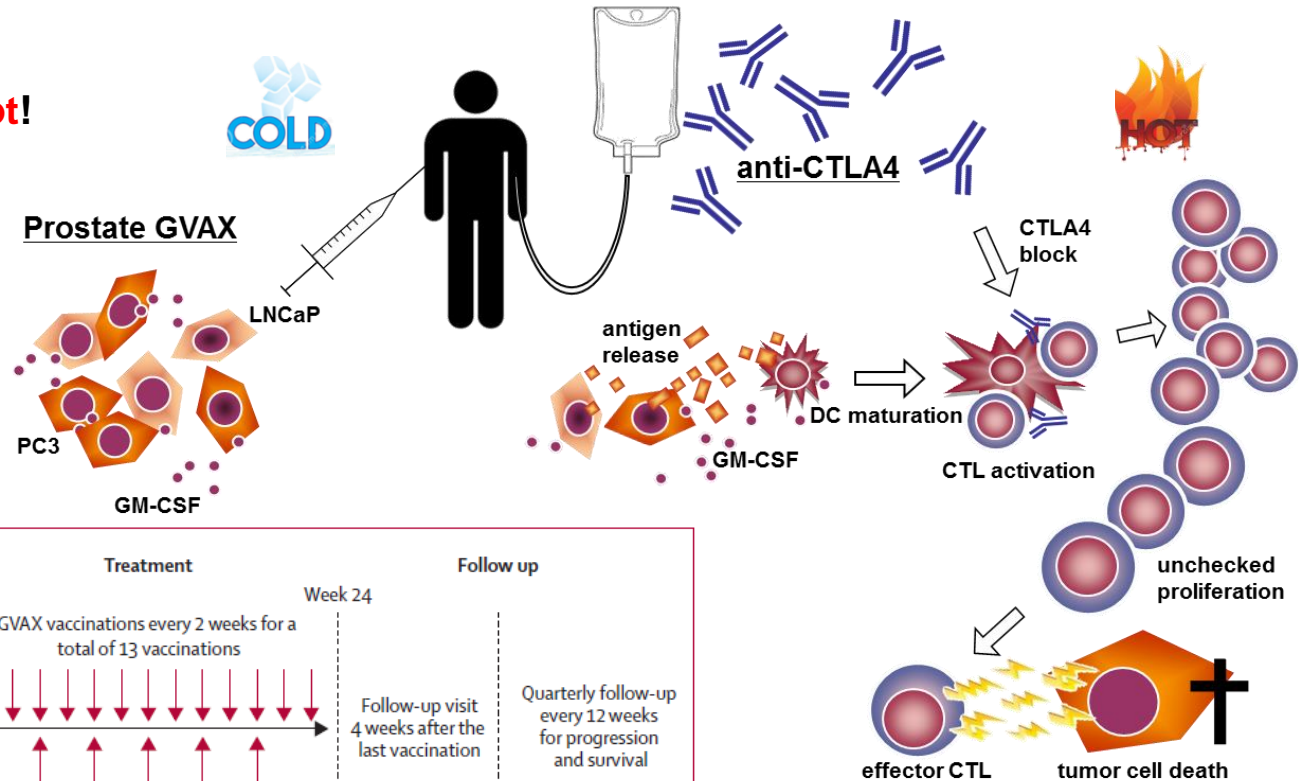 ot!
COLD
HOT
anti-CTLA4
Prostate GVAX
LNCaP
PC3
GM-CSF
antigen
release
GM-CSF
DC maturation
CTLA4
block
CTL activation
unchecked
proliferation
effector CTL
tumor cell death
Treatment
Follow up
Week 24
GVAX vaccinations every 2 weeks for a
total of 13 vaccinations
Follow-up visit
4 weeks after the
last vaccination
Quarterly follow-up
every 12 weeks
for progression
and survival